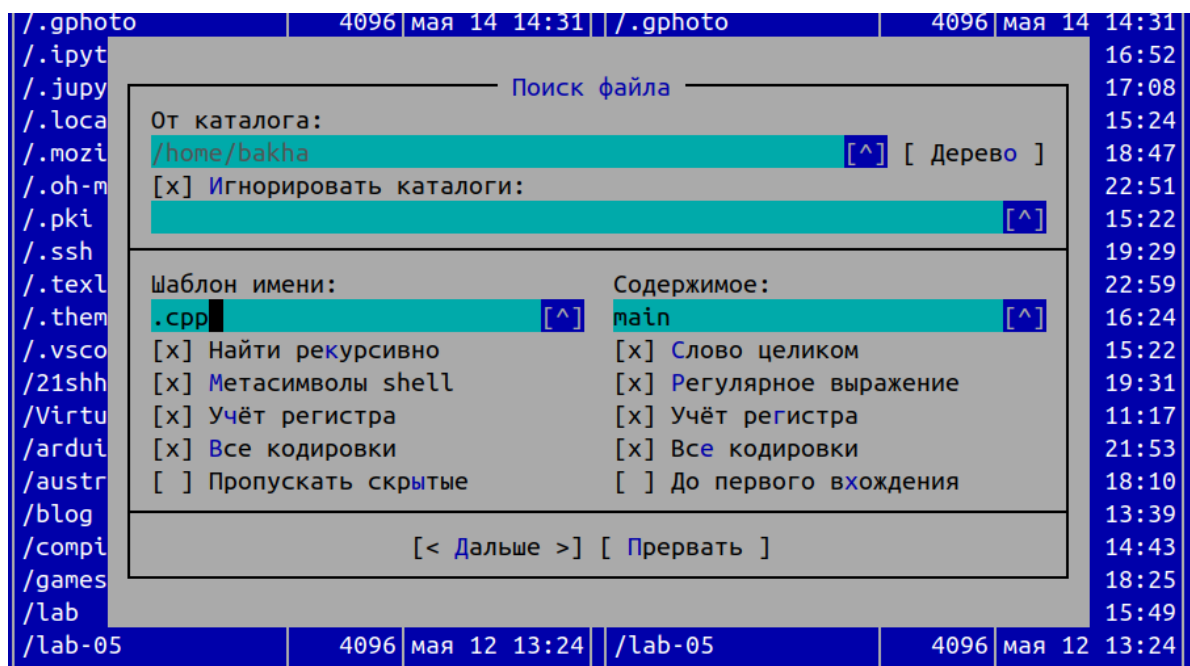 /.gphoto 4096 мая 14 14:31 /.gphoto 4096 мая 14 14:31
/.ipyt 16:52
/.jupy Поиск файла 17:08
/.loca От каталога: 15:24
/.mozi /home/bakha [^] [ Дерево ] 18:47
/.oh-m [x] Игнорировать каталоги: 22:51
/.pki [^] 15:22
/.ssh 19:29
/.texl Шаблон имени: Содержимое: 22:59
/.them .cpp [^] main [^] 16:24
/.vsco [x] Найти рекурсивно [x] Слово целиком 15:22
/21shh [x] Метасимволы shell [x] Регулярное выражение 19:31
/Virtu [x] Учёт регистра [x] Учёт регистра 11:17
/ardui [x] Все кодировки [x] Все кодировки 21:53
/austr [ ] Пропускать скрытые [ ] До первого вхождения 18:10
/blog 13:39
/compi [< Дальше >] [ Прервать ] 14:43
/games 18:25
/lab 15:49
/lab-05 4096 мая 12 13:24 /lab-05 4096 мая 12 13:24